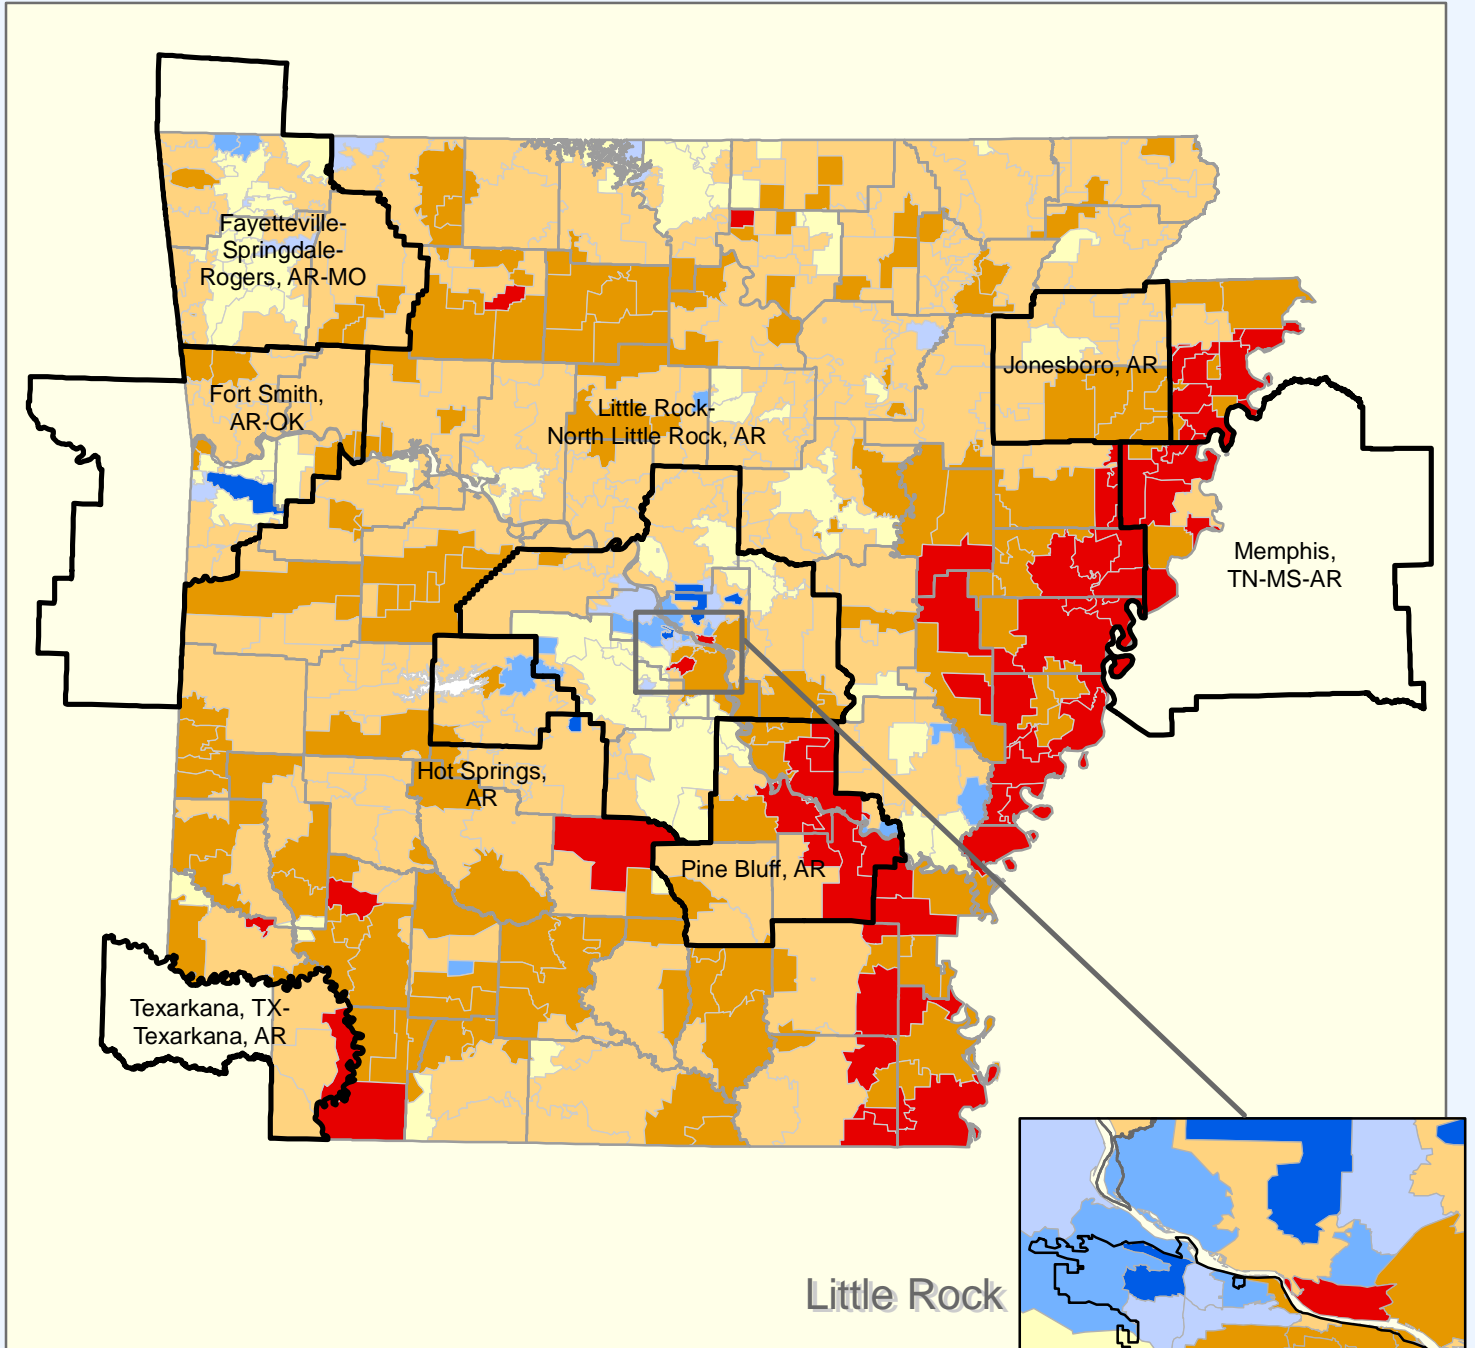 Fayetteville-
Springdale-
Rogers, AR-MO
Fort Smith,
AR-OK
Little Rock-
North Little Rock, AR
Jonesboro, AR
Memphis,
TN-MS-AR
Hot Springs,
AR
Pine Bluff, AR
Texarkana, TX-
Texarkana, AR
Little Rock